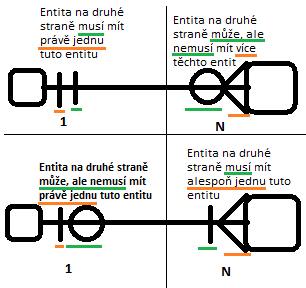 Entita na druhé
straně musí mít
právě jednu
tuto entitu
Entita na druhé
straně může, ale
nemusí mít více
těchto entit
1
N
Entita na druhé straně
může, ale nemusí mít
právě jednu tuto entitu
Entita na druhé
straně musí mít
alespoň jednu tuto
entitu
1
N